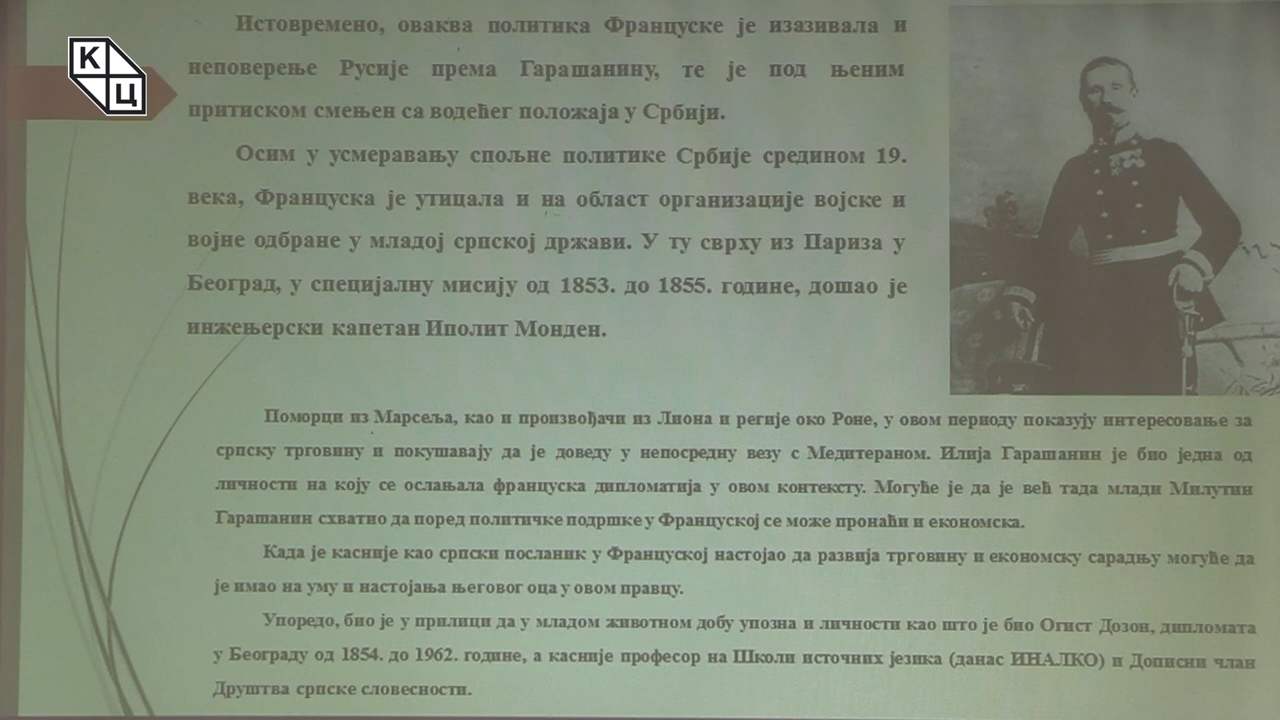 К
Ц
Истовремено, оваква политика Француске је изазивала и
неповерење Русије према Гарашанину, те је под њеним
притиском смењен са водећег положаја у Србији.
Осим у усмеравању спољне политике Србије средином 19.
века, Француска је утицала и на област организације војске и
војне одбране у младој српској држави. У ту сврху из Париза у
Београд, у специјалну мисију од 1853. до 1855. године, дошао је
инжењерски капетан Иполит Монден.
Поморци из Марсеља, као и произвођачи из Лиона и регије око Роне, у овом периоду показују интересовање за
српску трговину и покушавају да је доведу у непосредну везу с Медитераном. Илија Гарашанин је био једна од
личности на коју се ослањала француска дипломатија у овом контексту. Могуће је да је већ тада млади Милутин
Гарашанин схватио да поред политичке подршке у Француској се може пронаћи и економска.
Када је касније као српски посланик у Француској настојао да развија трговину и економску сарадњу могуће да
је имао на уму и настојања његовог оца у овом правцу.
Упоредо, био је у прилици да у младом животном добу упозна и личности као што је био Огист Дозон, дипломата
у Београду од 1854. до 1962. године, а касније професор на Школи источних језика (данас ИНАЛКО) и Дописни члан
Друштва српске словесности.